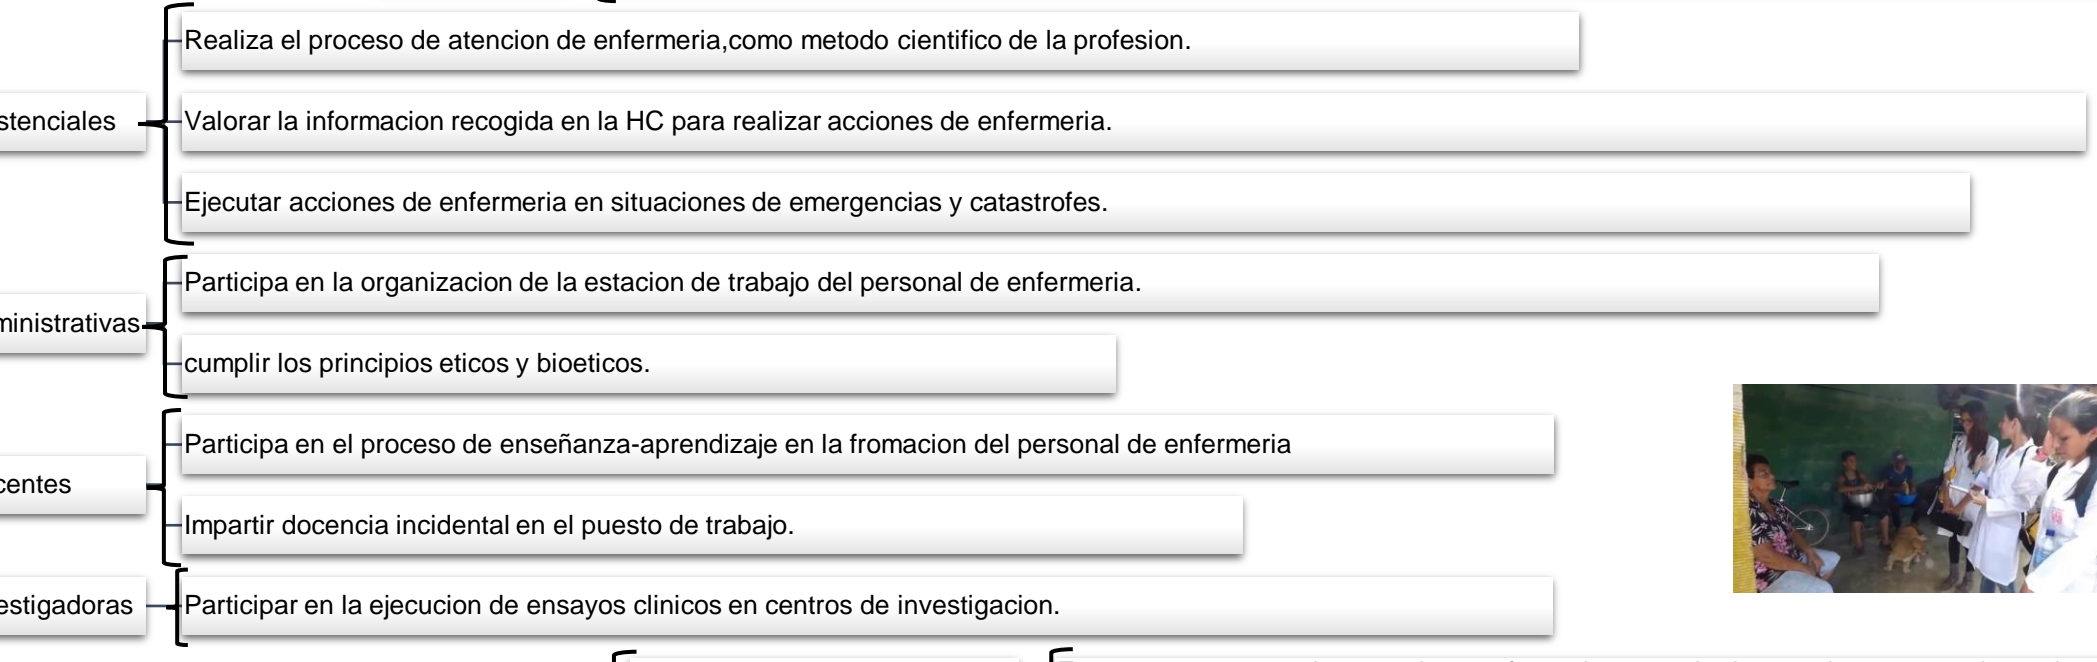 Realiza el proceso de atencion de enfermeria,como metodo cientifico de la profesion.
stenciales
Valorar la informacion recogida en la HC para realizar acciones de enfermeria.
Ejecutar acciones de enfermeria en situaciones de emergencias y catastrofes.
Participa en la organizacion de la estacion de trabajo del personal de enfermeria.
ministrativas
cumplir los principios eticos y bioeticos.
Participa en el proceso de enseñanza-aprendizaje en la fromacion del personal de enfermeria
centes
Impartir docencia incidental en el puesto de trabajo.
estigadoras
Participar en la ejecucion de ensayos clinicos en centros de investigacion.